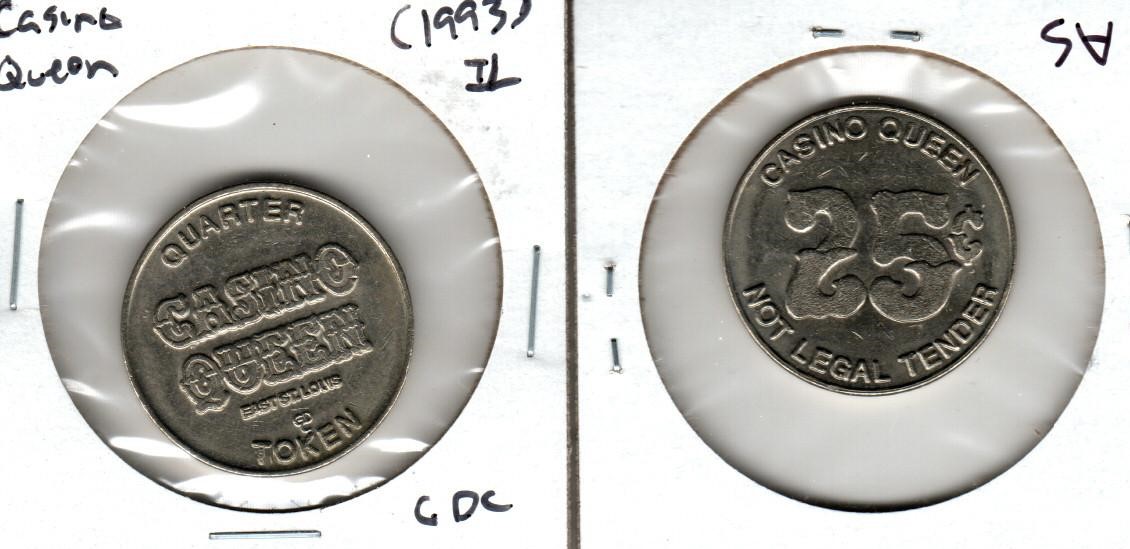 Casino
Queen
(1993)
IL
QUARTER
CASINO
QUEEN
EAST ST. LOUIS
TOKEN
GDC
AS
CASINO QUEEN
25¢
NOT LEGAL TENDER